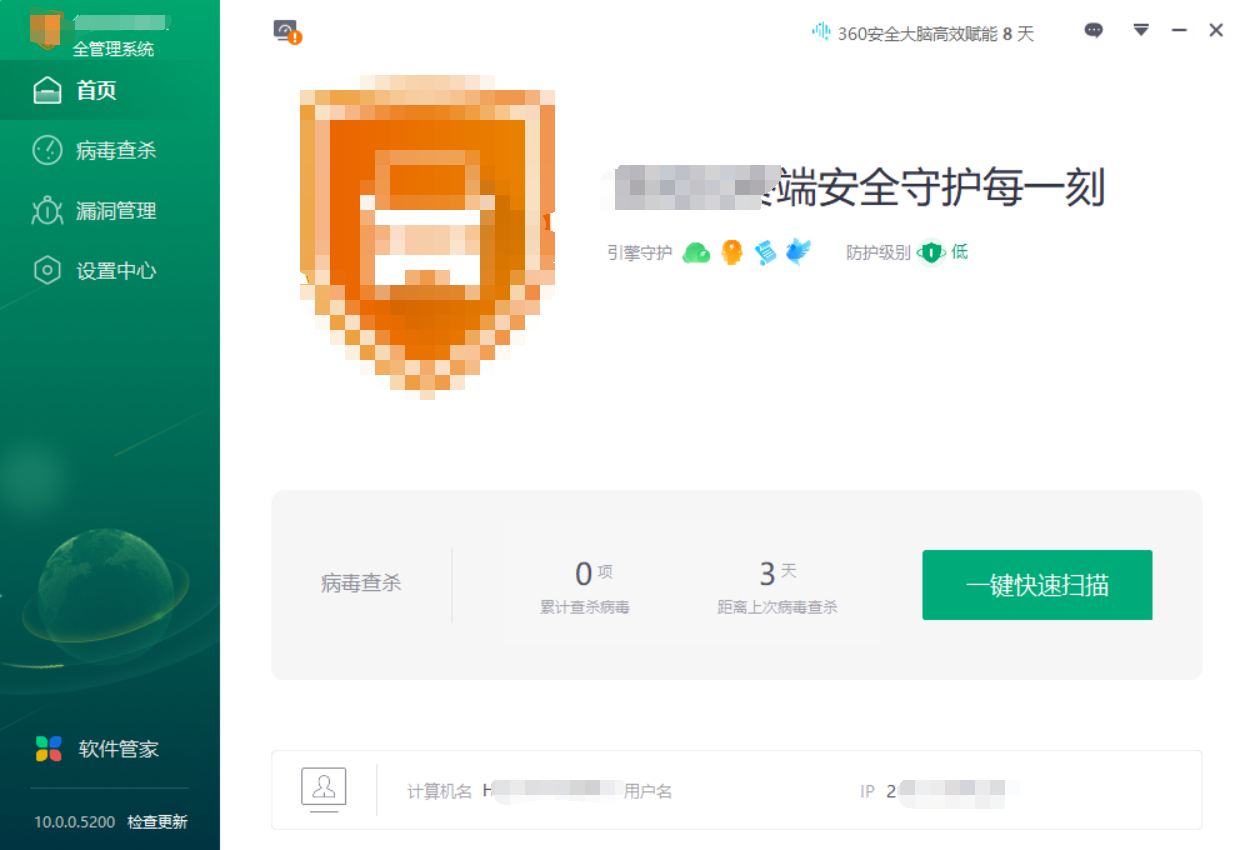 全管理系统
360安全大脑高效赋能 8 天
首页
病毒查杀
漏洞管理
设置中心
端安全守护每一刻
引擎守护 防护级别 低
病毒查杀
0 项
累计查杀病毒
3 天
距离上次病毒查杀
一键快速扫描
软件管家
计算机名 H 用户名 IP 2
10.0.0.5200 检查更新